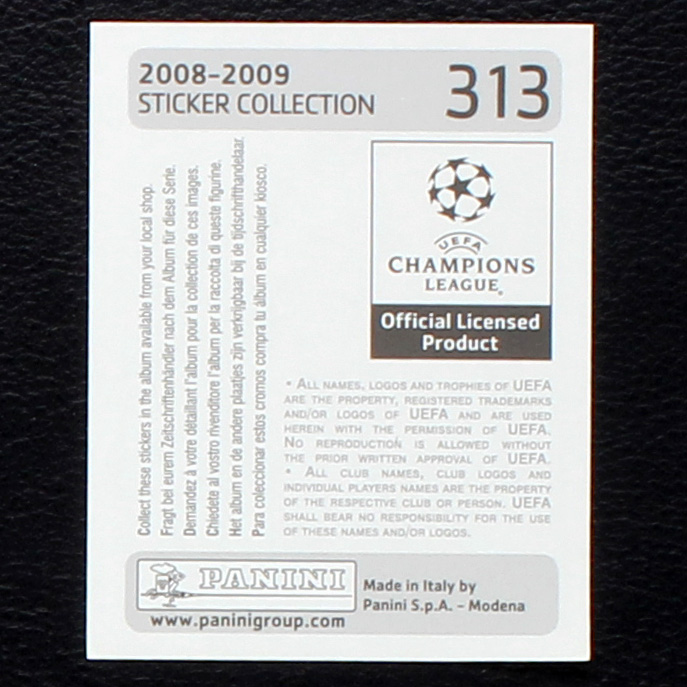 2008-2009
STICKER COLLECTION
313
Collect these stickers in the album available from your local shop.
Fragt bei eurem Zeitschriftenhändler nach dem Album für diese Serie.
Demandez à votre détaillant l'album pour la collection de ces images.
Chiedete al vostro rivenditore l'album per la raccolta di queste figurine.
Het album en de andere plaatjes zijn verkrijgbaar bij de tijdschrifthandelaar.
Para coleccionar estos cromos compra tu álbum en cualquier kiosco.
UEFA
CHAMPIONS
LEAGUE®
Official Licensed
Product
* ALL NAMES, LOGOS AND TROPHIES OF UEFA
ARE THE PROPERTY, REGISTERED TRADEMARKS
AND/OR LOGOS OF UEFA AND ARE USED
HEREIN WITH THE PERMISSION OF UEFA.
NO REPRODUCTION IS ALLOWED WITHOUT
THE PRIOR WRITTEN APPROVAL OF UEFA.
* ALL CLUB NAMES, CLUB LOGOS AND
INDIVIDUAL PLAYERS NAMES ARE THE PROPERTY
OF THE RESPECTIVE CLUB OR PERSON. UEFA
SHALL BEAR NO RESPONSIBILITY FOR THE USE
OF THESE NAMES AND/OR LOGOS.
PANINI
www.paninigroup.com
Made in Italy by
Panini S.p.A. - Modena